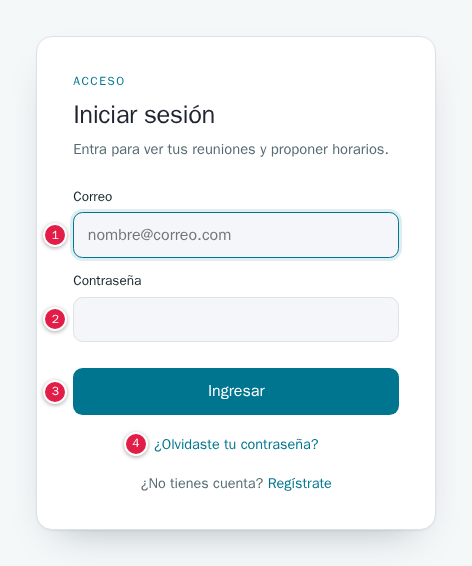 ACCESO
Iniciar sesión
Entra para ver tus reuniones y proponer horarios.
Correo
1 nombre@correo.com
Contraseña
2
3 Ingresar
4 ¿Olvidaste tu contraseña?
¿No tienes cuenta? Regístrate